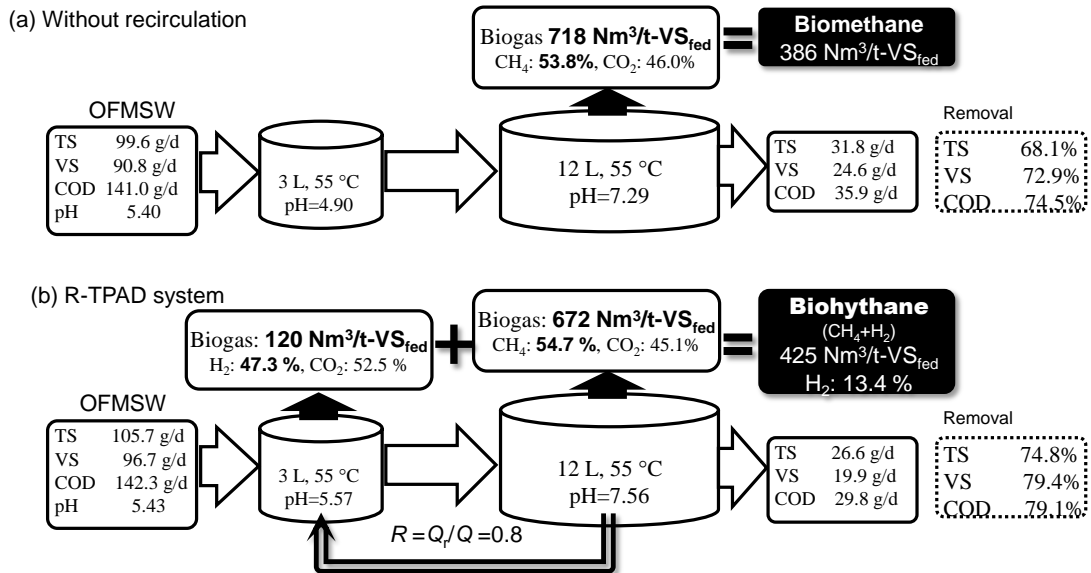 (a) Without recirculation
Biogas 718 Nm³/t-VS_fed
CH₄: 53.8%, CO₂: 46.0%
Biomethane
386 Nm³/t-VS_fed
OFMSW
TS 99.6 g/d
VS 90.8 g/d
COD 141.0 g/d
pH 5.40
3 L, 55 °C
pH=4.90
12 L, 55 °C
pH=7.29
TS 31.8 g/d
VS 24.6 g/d
COD 35.9 g/d
Removal
TS 68.1%
VS 72.9%
COD 74.5%
(b) R-TPAD system
Biogas: 120 Nm³/t-VS_fed
H₂: 47.3 %, CO₂: 52.5 %
Biogas: 672 Nm³/t-VS_fed
CH₄: 54.7 %, CO₂: 45.1%
Biohythane
(CH₄+H₂)
425 Nm³/t-VS_fed
H₂: 13.4 %
OFMSW
TS 105.7 g/d
VS 96.7 g/d
COD 142.3 g/d
pH 5.43
3 L, 55 °C
pH=5.57
12 L, 55 °C
pH=7.56
TS 26.6 g/d
VS 19.9 g/d
COD 29.8 g/d
Removal
TS 74.8%
VS 79.4%
COD 79.1%
R =Qᵣ/Q =0.8